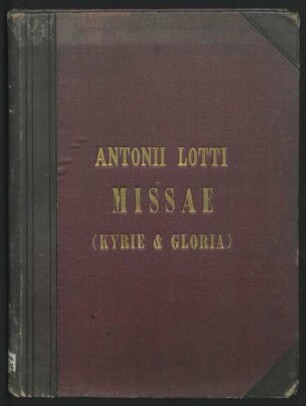 ANTONII LOTTI
MISSAE
(KYRIE & GLORIA)